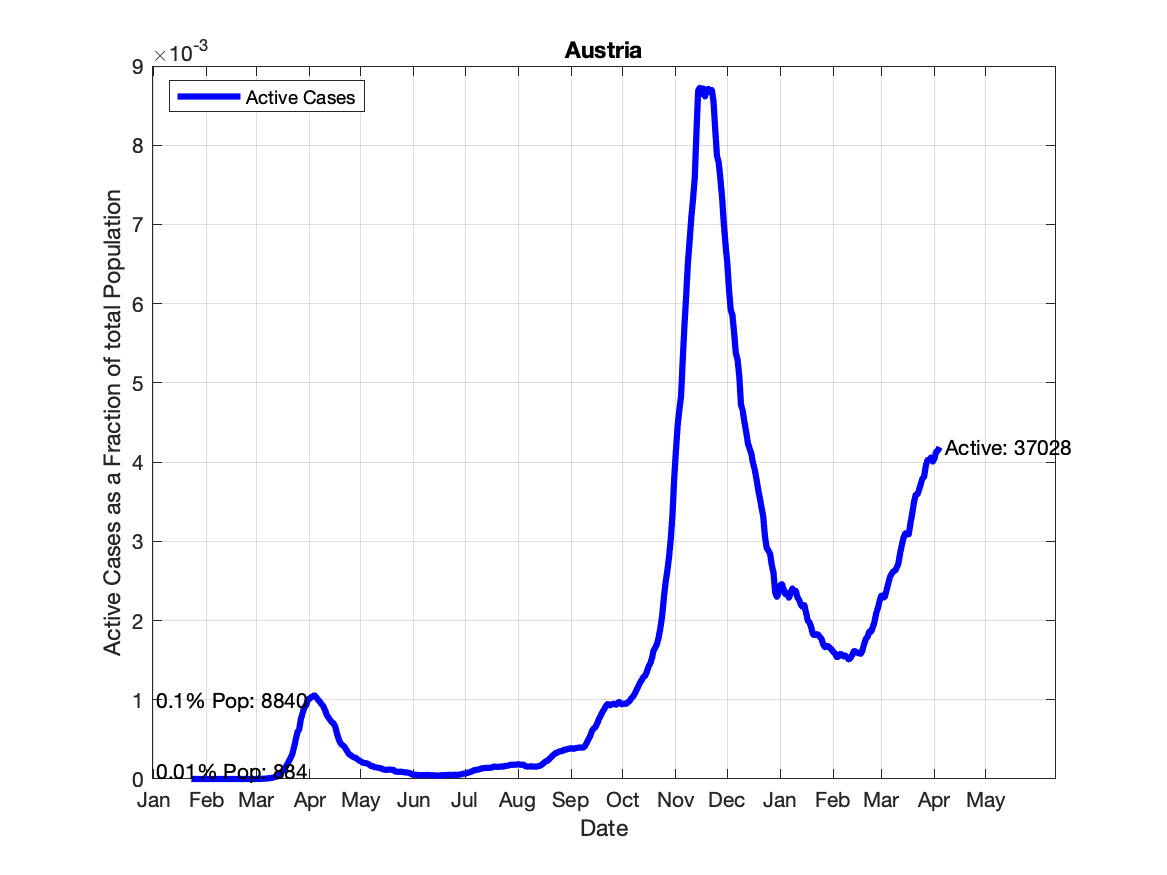 Austria
×10-3
9
8
7
6
5
4
3
2
1
0
Active Cases
Active: 37028
0.1% Pop: 8840
0.01% Pop: 884
Jan Feb Mar Apr May Jun Jul Aug Sep Oct Nov Dec Jan Feb Mar Apr May
Date
Active Cases as a Fraction of total Population